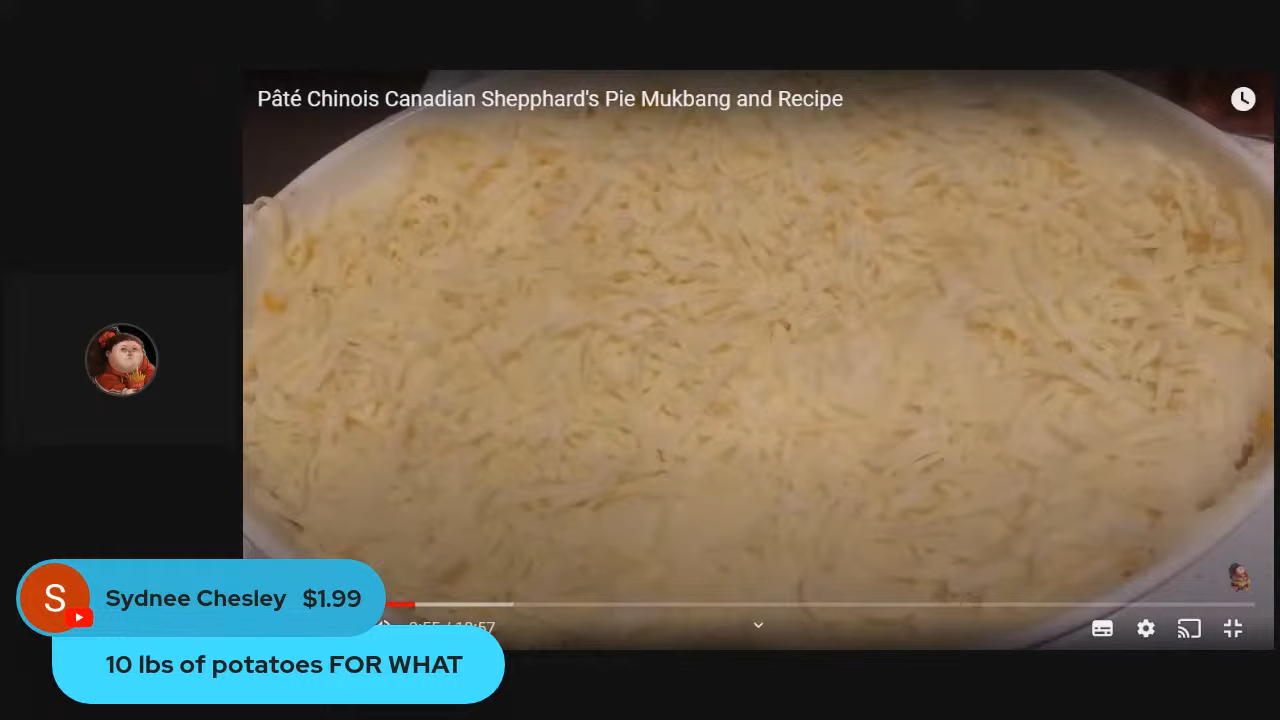 Pâté Chinois Canadian Shepphard's Pie Mukbang and Recipe
S
Sydnee Chesley $1.99
10 lbs of potatoes FOR WHAT